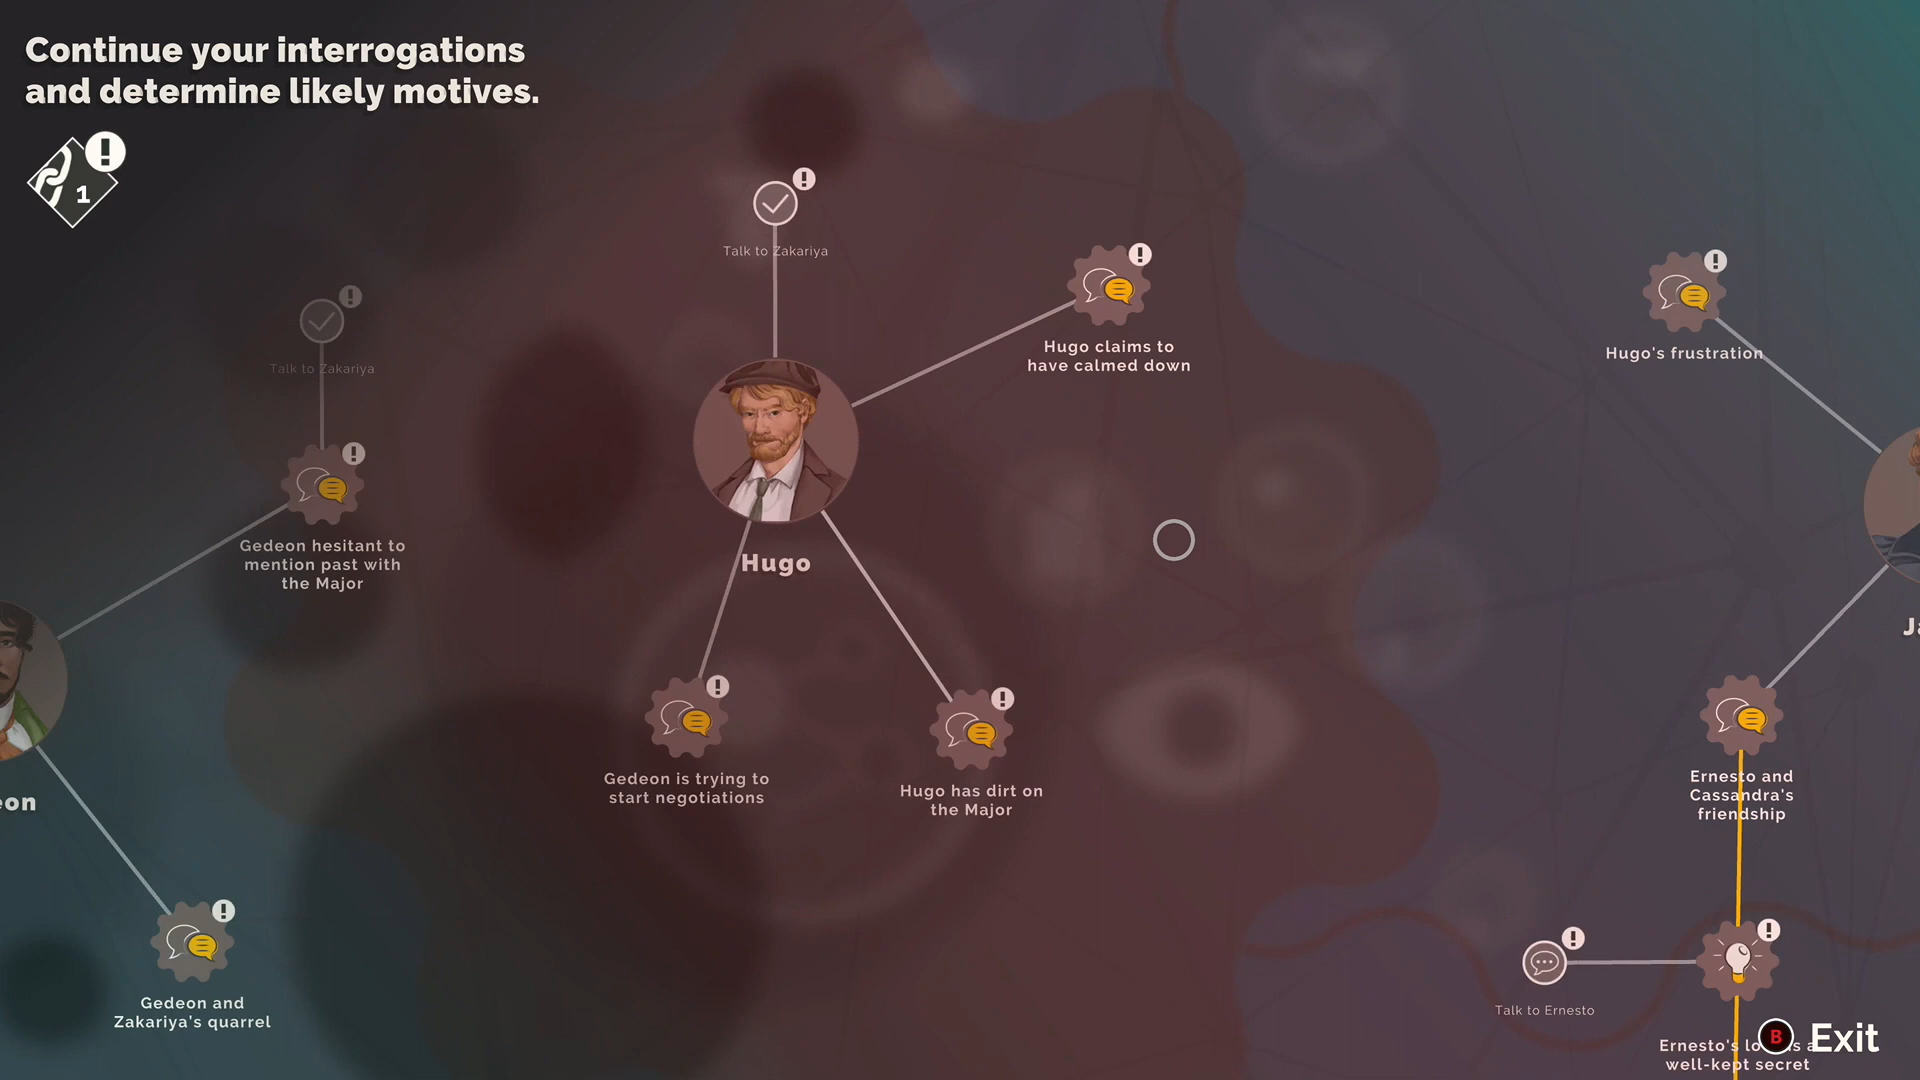 Continue your interrogations
and determine likely motives.
1
Talk to Zakariya
Hugo claims to
have calmed down
Hugo's frustration
Talk to Zakariya
Gedeon hesitant to
mention past with
the Major
Hugo
Gedeon is trying to
start negotiations
Hugo has dirt on
the Major
Ernesto and
Cassandra's
friendship
Gedeon and
Zakariya's quarrel
Talk to Ernesto
B Exit
Ernesto's
well-kept secret